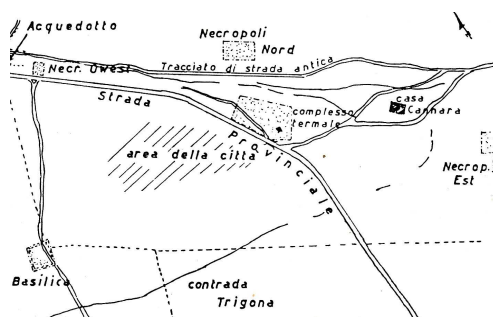 Acquedotto
Necropoli
Nord
Necr. Owest
Tracciato di strada antica
Strada
Provinciale
complesso
termale
casa
Cannara
area della città
Necrop.
Est
Basilica
contrada
Trigona